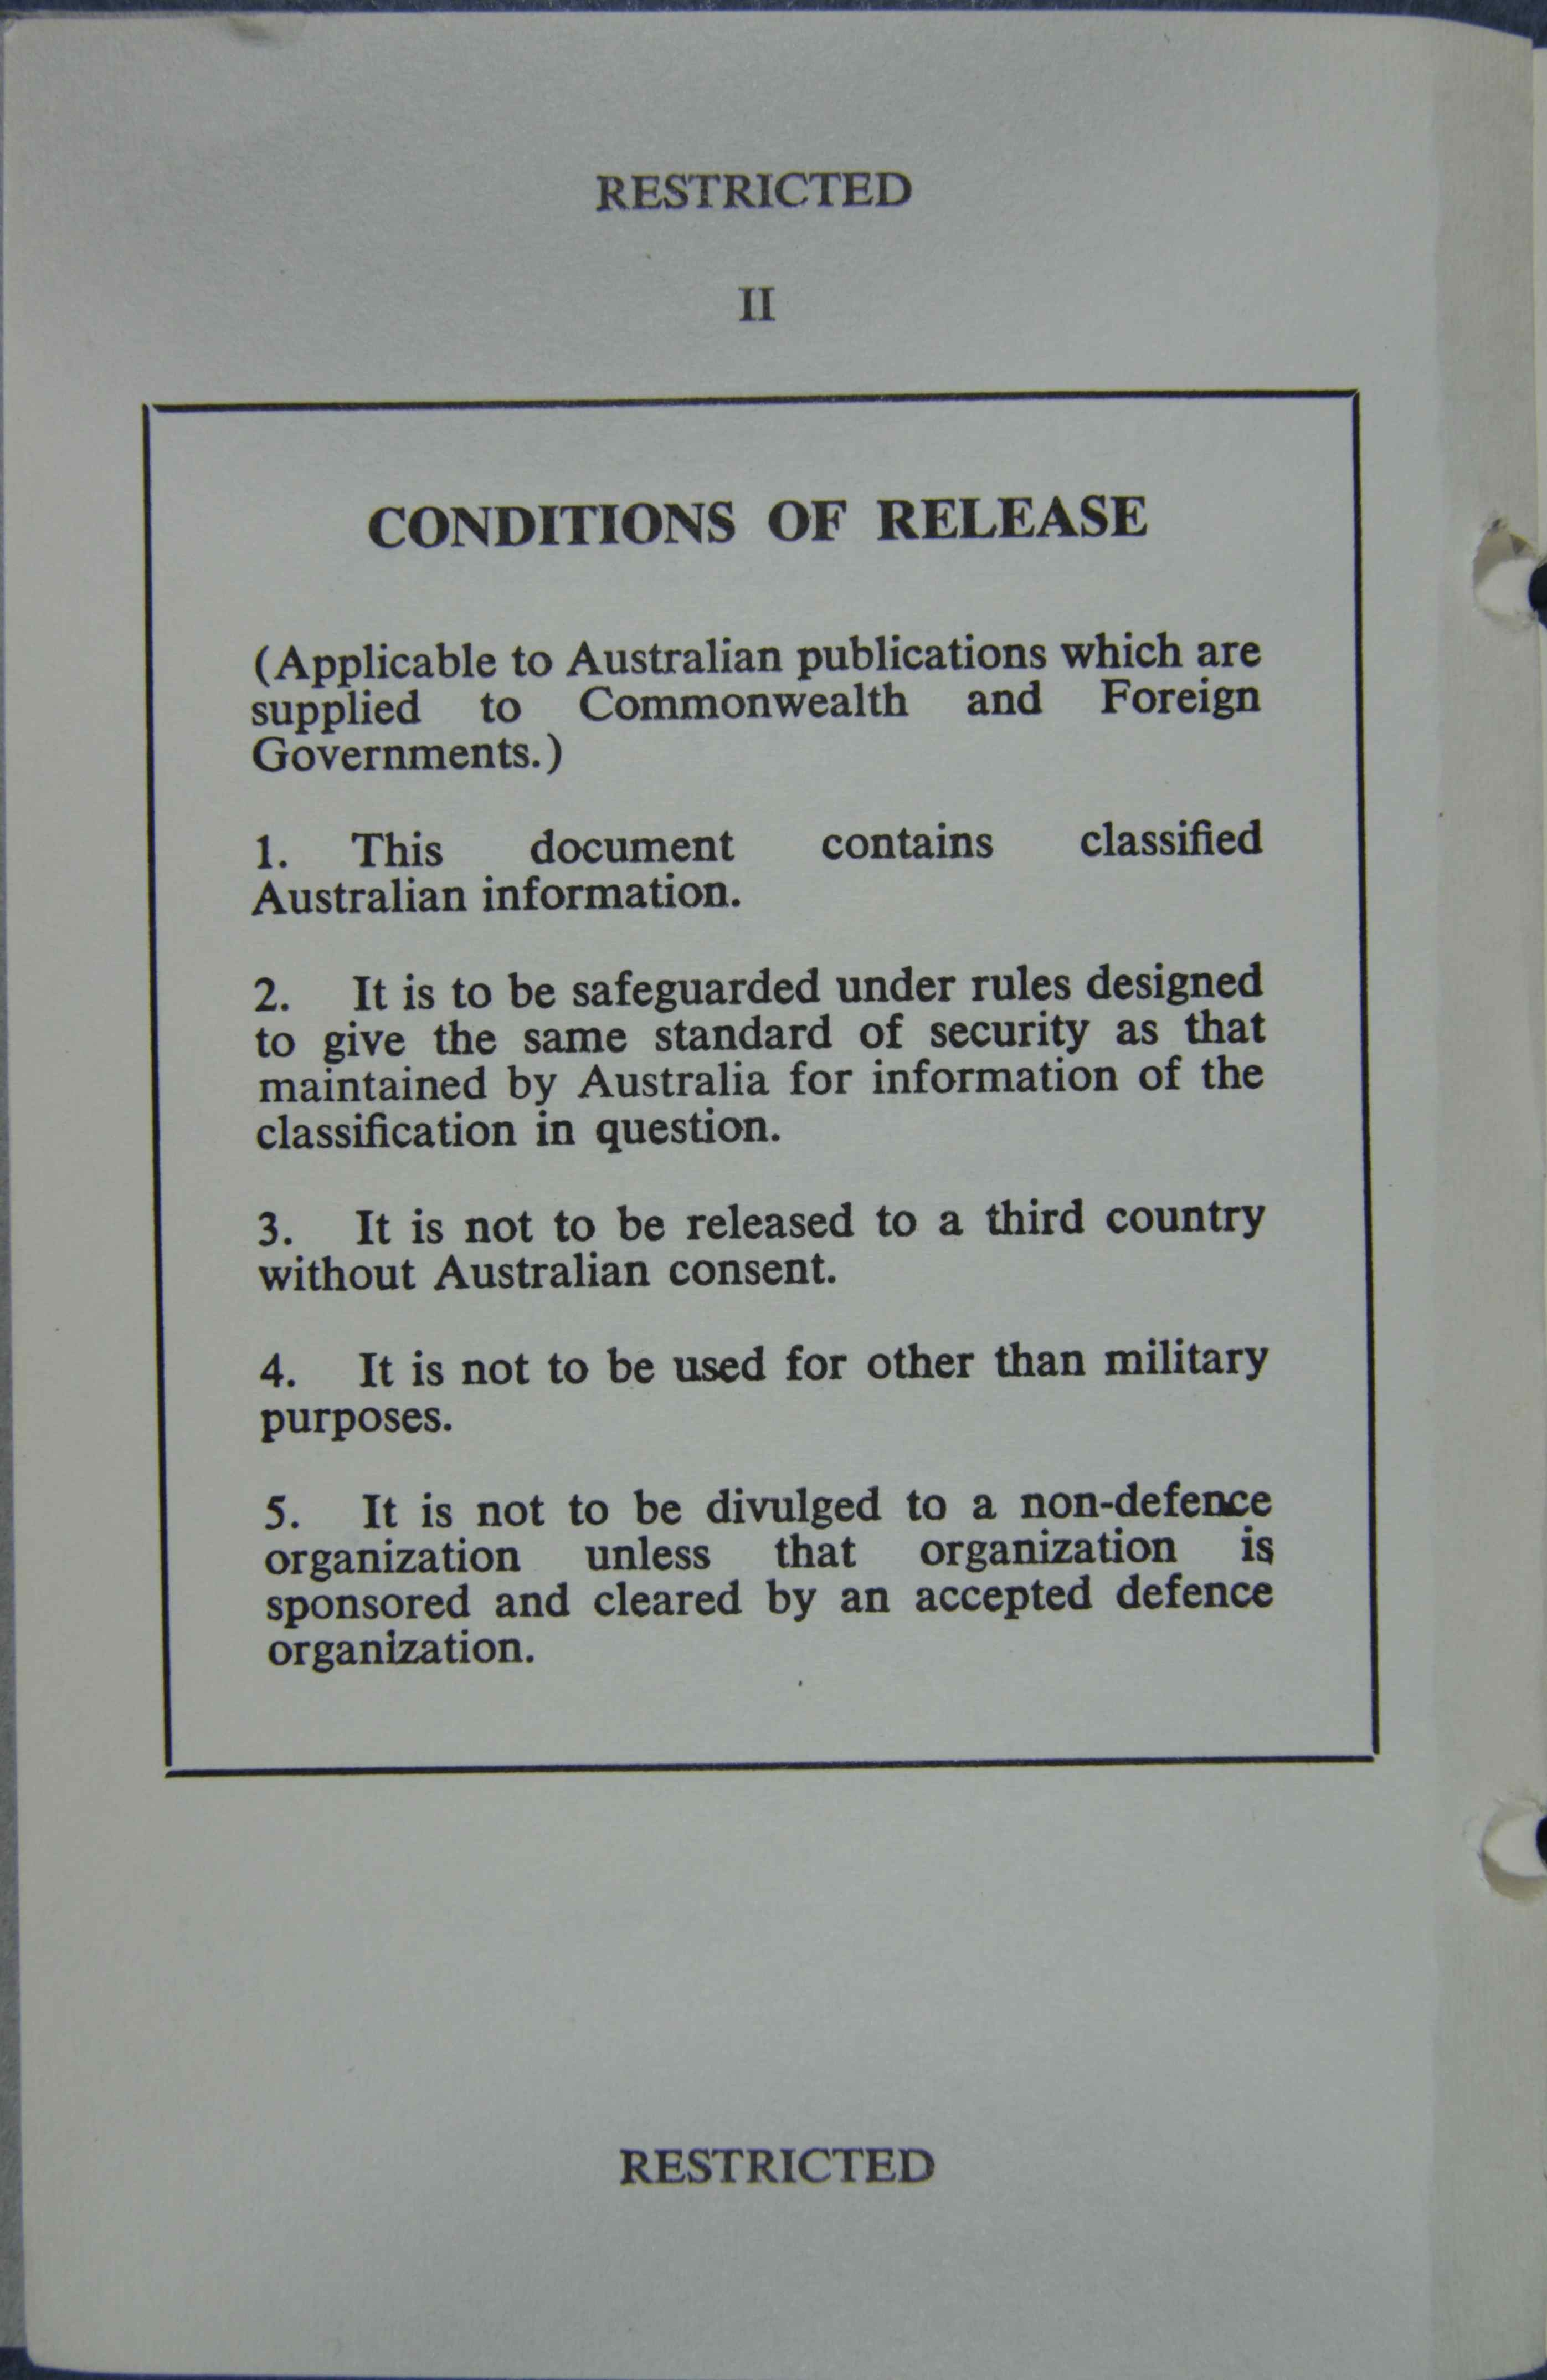 RESTRICTED
II
CONDITIONS OF RELEASE
(Applicable to Australian publications which are
supplied to Commonwealth and Foreign
Governments.)
1. This document contains classified
Australian information.
2. It is to be safeguarded under rules designed
to give the same standard of security as that
maintained by Australia for information of the
classification in question.
3. It is not to be released to a third country
without Australian consent.
4. It is not to be used for other than military
purposes.
5. It is not to be divulged to a non-defence
organization unless that organization is
sponsored and cleared by an accepted defence
organization.
RESTRICTED